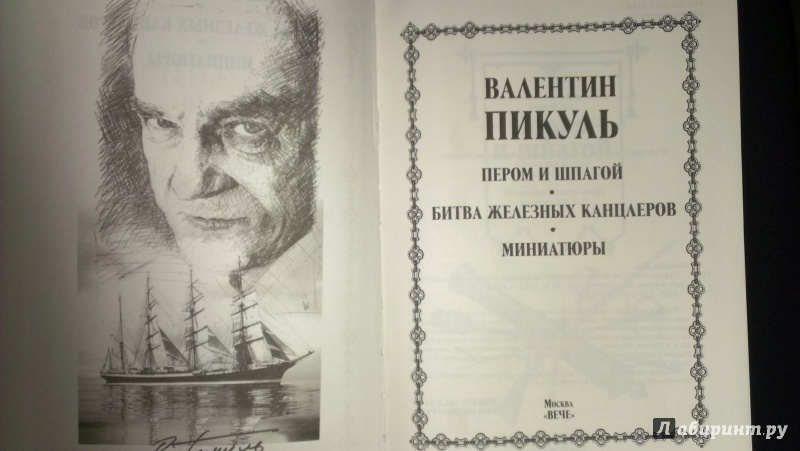 ВАЛЕНТИН
ПИКУЛЬ
ПЕРОМ И ШПАГОЙ
•
БИТВА ЖЕЛЕЗНЫХ КАНЦЛЕРОВ
•
МИНИАТЮРЫ
МОСКВА
«ВЕЧЕ»
Лабиринт.ру